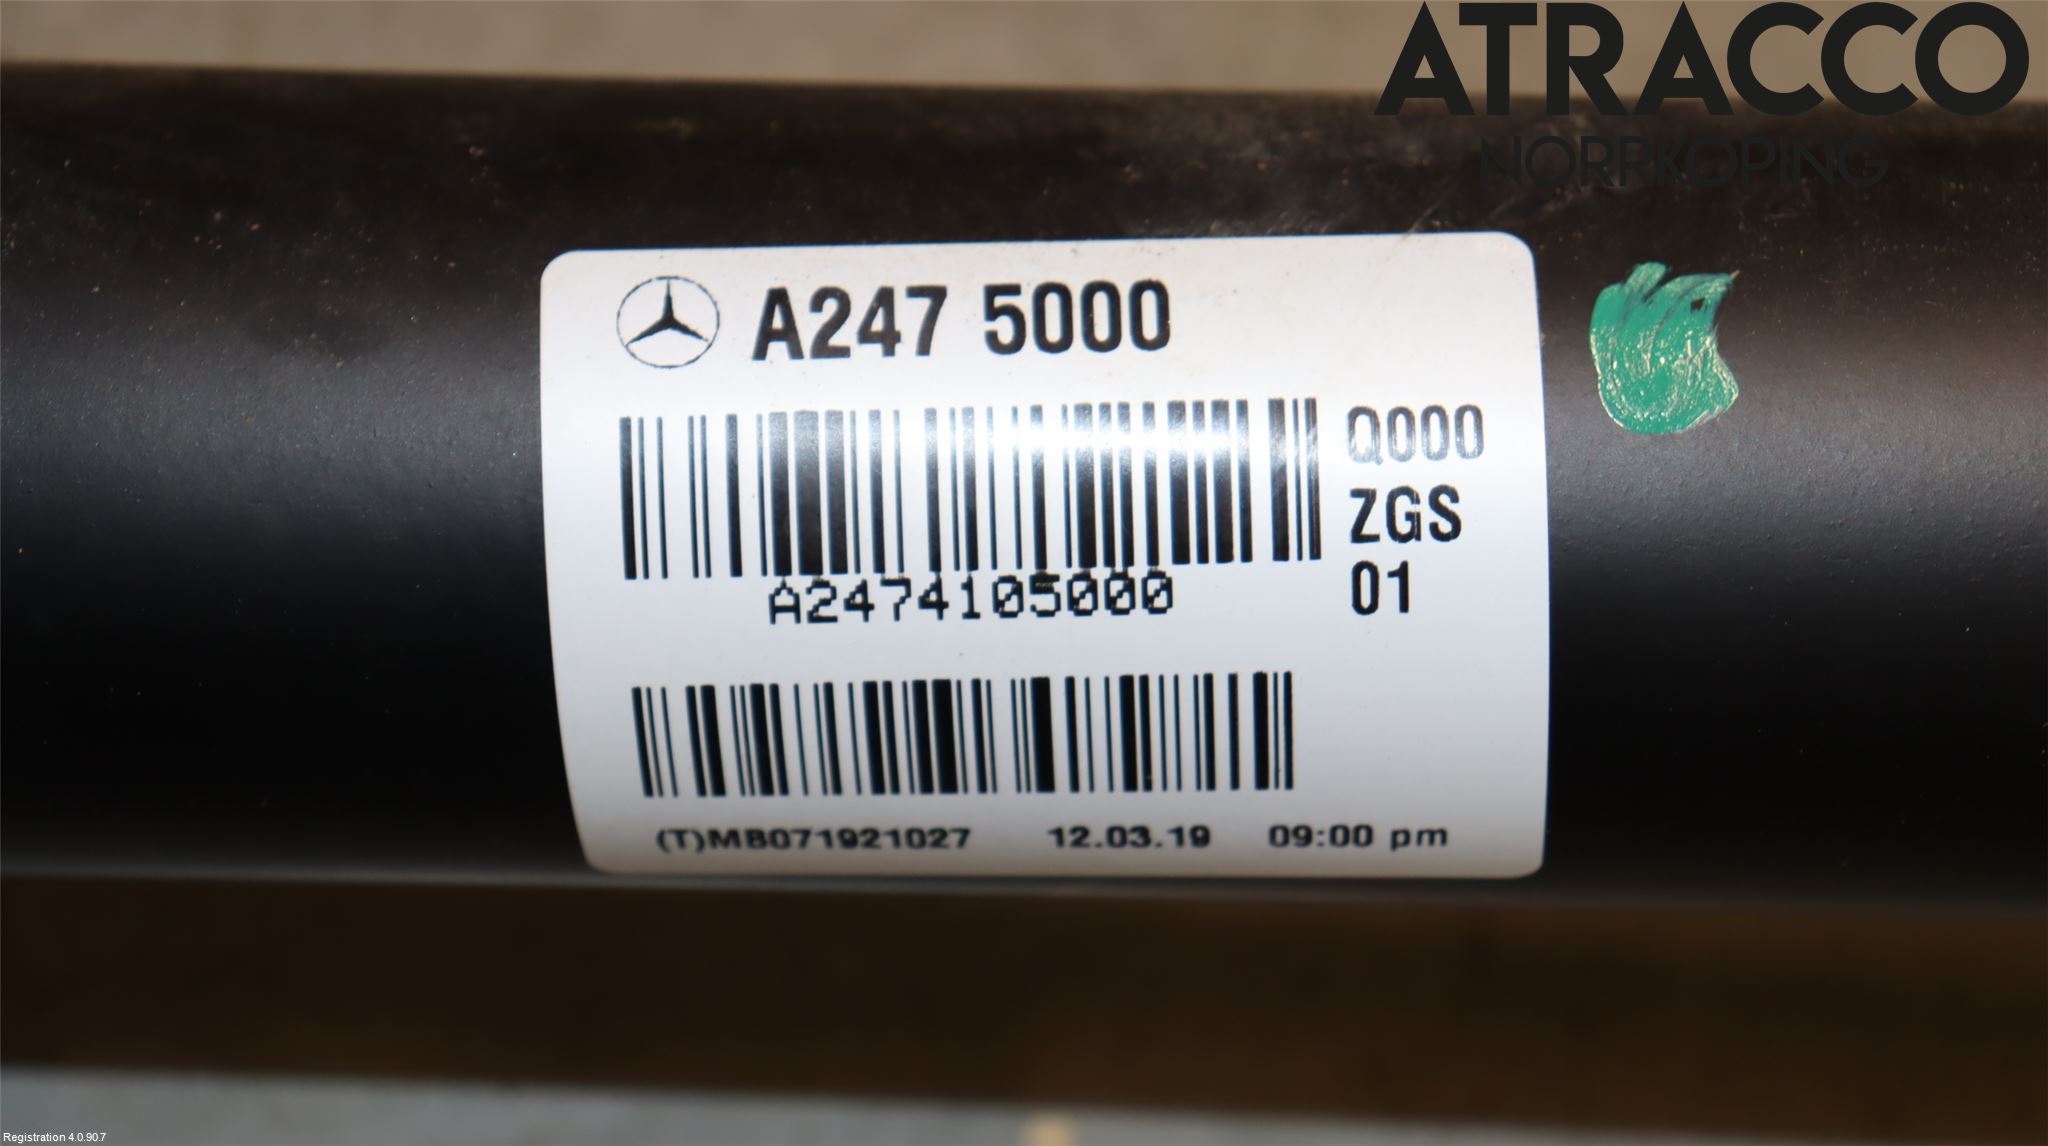 ATRACCO
NORRKÖPING
A247 5000
Q000
ZGS
01
A2474105000
(T)MB071921027 12.03.19 09:00 pm
Registration 4.0.90.7